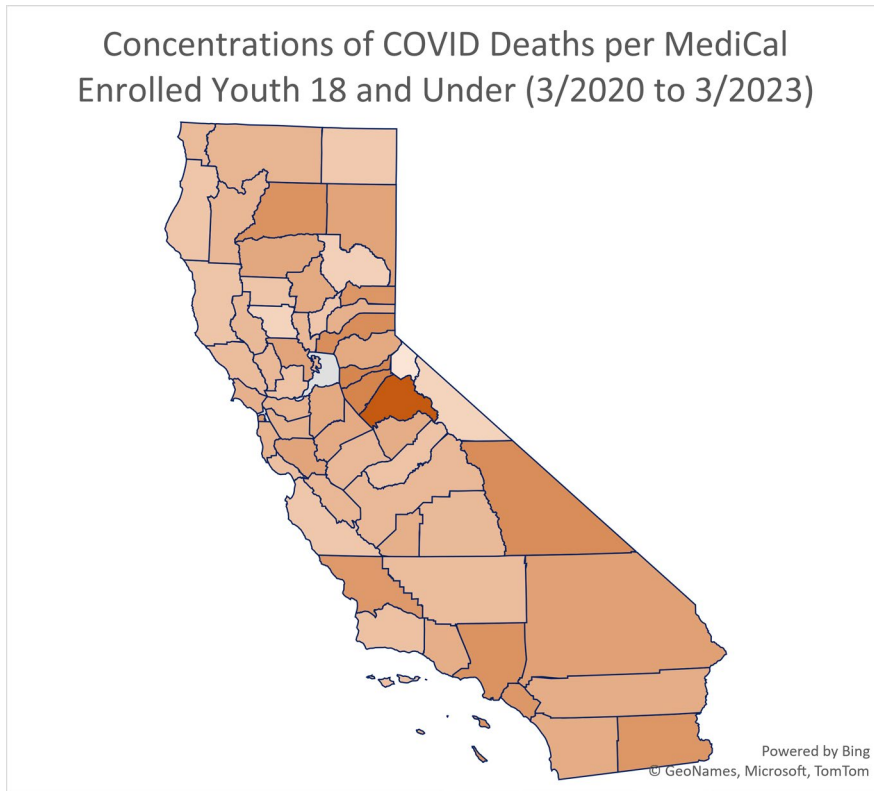 Concentrations of COVID Deaths per MediCal
Enrolled Youth 18 and Under (3/2020 to 3/2023)
Powered by Bing
© GeoNames, Microsoft, TomTom